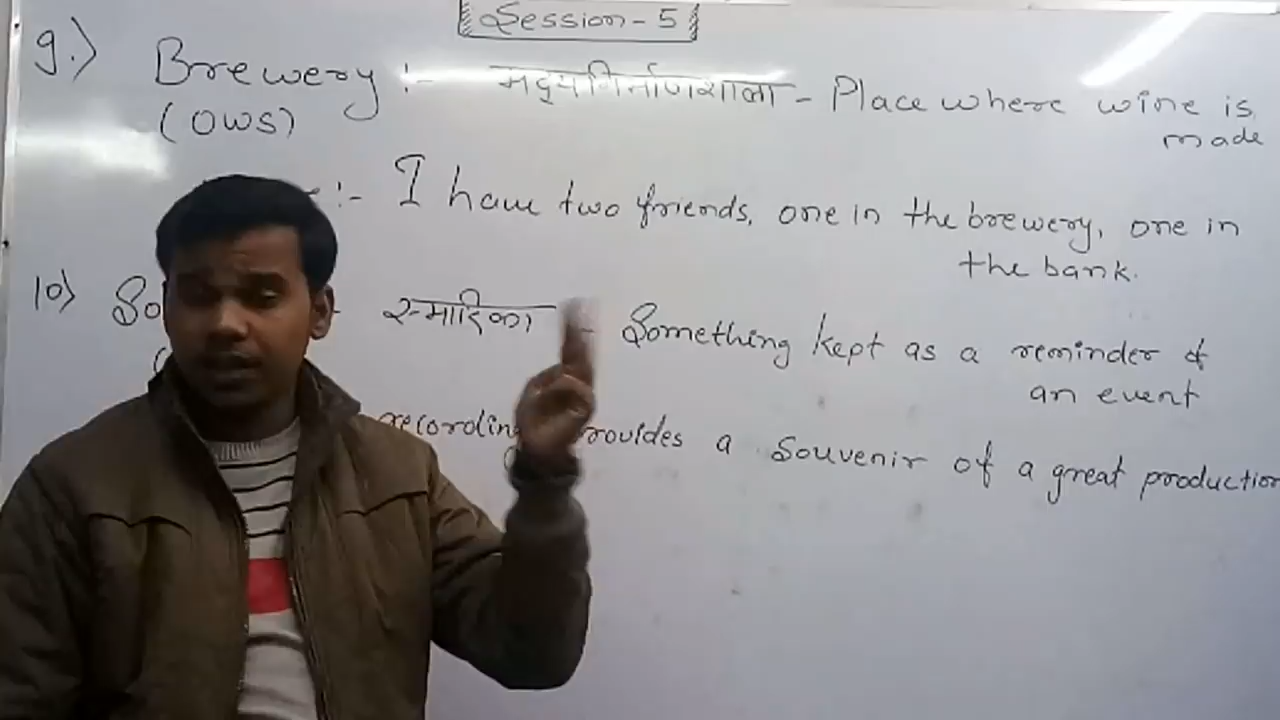 Session - 5
9.) Brewery :- मद्यनिर्माणशाला - Place where wine is
made
(OWS)
:- I have two friends, one in the brewery, one in
the bank.
10) So स्मारिका - Something kept as a reminder of
an event
recording provides a souvenir of a great production